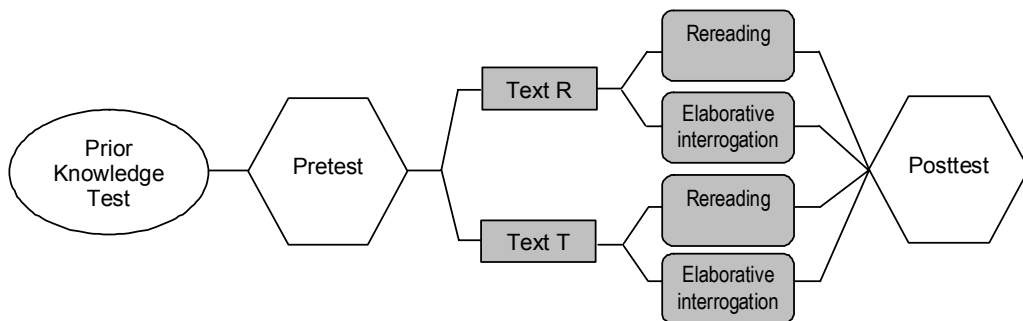 Prior
Knowledge
Test
Pretest
Text R
Rereading
Elaborative
interrogation
Text T
Rereading
Elaborative
interrogation
Posttest